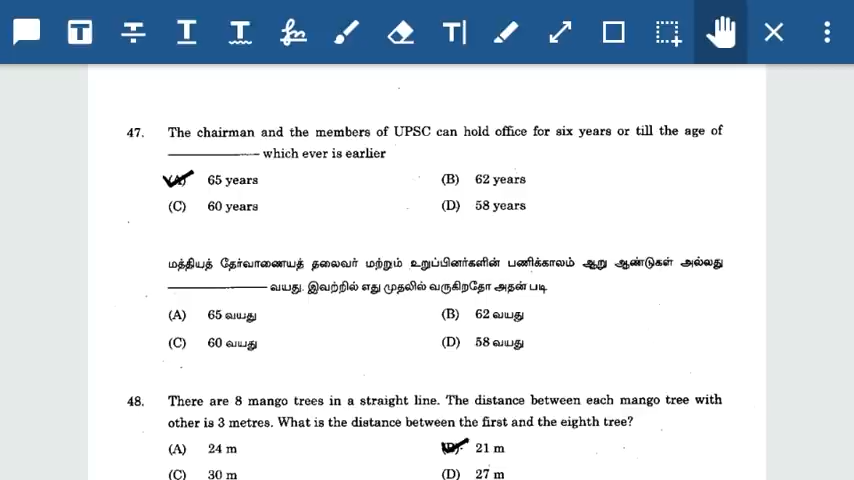 47. The chairman and the members of UPSC can hold office for six years or till the age of
__________ which ever is earlier
65 years (B) 62 years
(C) 60 years (D) 58 years
மத்தியத் தேர்வாணையத் தலைவர் மற்றும் உறுப்பினர்களின் பணிக்காலம் ஆறு ஆண்டுகள் அல்லது
__________ வயது. இவற்றில் எது முதலில் வருகிறதோ அதன் படி
(A) 65 வயது (B) 62 வயது
(C) 60 வயது (D) 58 வயது
48. There are 8 mango trees in a straight line. The distance between each mango tree with
other is 3 metres. What is the distance between the first and the eighth tree?
(A) 24 m 21 m
(C) 30 m (D) 27 m